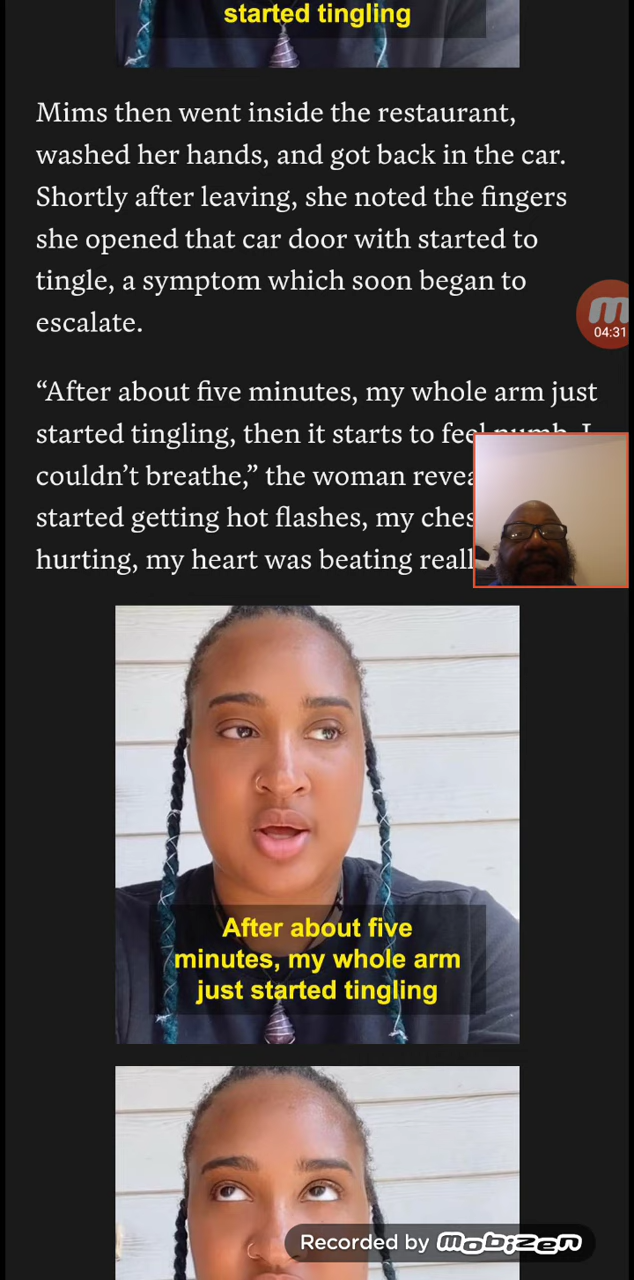 started tingling
Mims then went inside the restaurant,
washed her hands, and got back in the car.
Shortly after leaving, she noted the fingers
she opened that car door with started to
tingle, a symptom which soon began to
escalate.
04:31
“After about five minutes, my whole arm just
started tingling, then it starts to feel numb. I
couldn’t breathe,” the woman
started getting hot flashes, my
hurting, my heart was beating
After about five
minutes, my whole arm
just started tingling
Recorded by mobizen